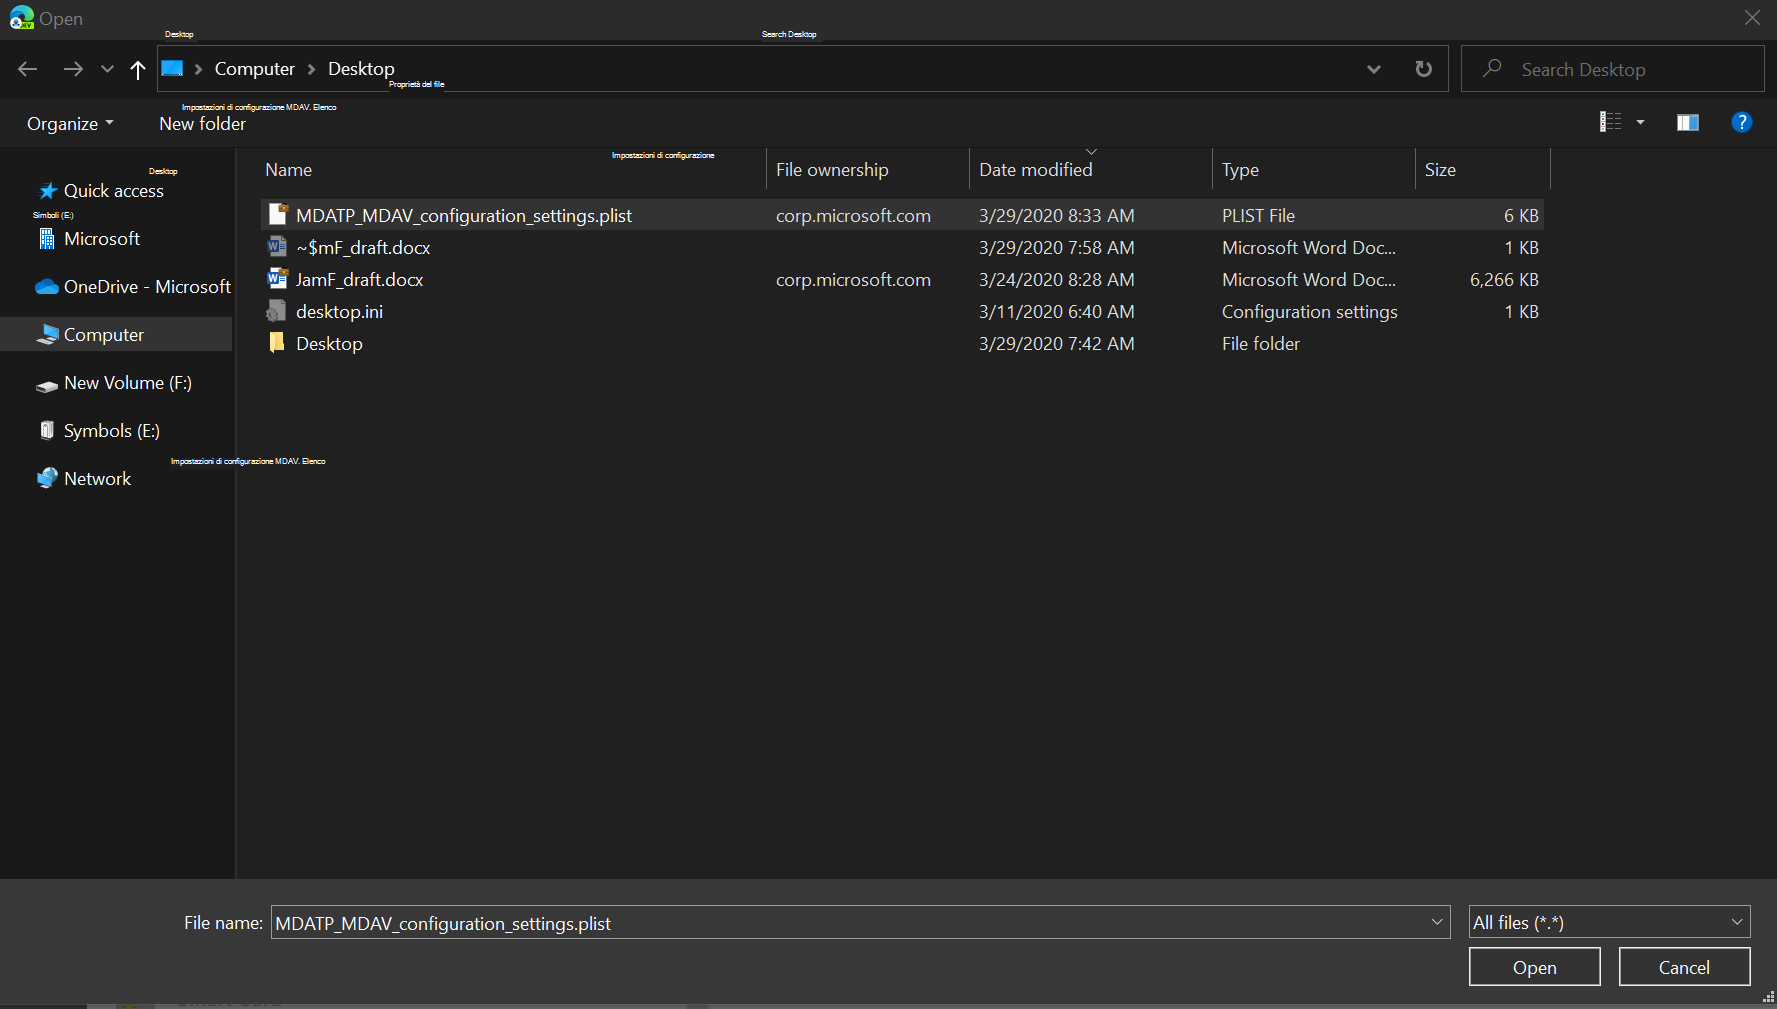 Open
Desktop
Search Desktop
Computer
Desktop
Search Desktop
Proprietà del file
Impostazioni di configurazione MDAV. Elenco
Organize
New folder
?
Impostazioni di configurazione
Name
File ownership
Date modified
Type
Size
Desktop
Quick access
Simboli (E:)
Microsoft
OneDrive - Microsoft
Computer
New Volume (F:)
Symbols (E:)
Impostazioni di configurazione MDAV. Elenco
Network
MDATP_MDAV_configuration_settings.plist corp.microsoft.com 3/29/2020 8:33 AM PLIST File 6 KB
~$mF_draft.docx 3/29/2020 7:58 AM Microsoft Word Doc... 1 KB
JamF_draft.docx corp.microsoft.com 3/24/2020 8:28 AM Microsoft Word Doc... 6,266 KB
desktop.ini 3/11/2020 6:40 AM Configuration settings 1 KB
Desktop 3/29/2020 7:42 AM File folder
File name: MDATP_MDAV_configuration_settings.plist
All files (*.*)
Open
Cancel